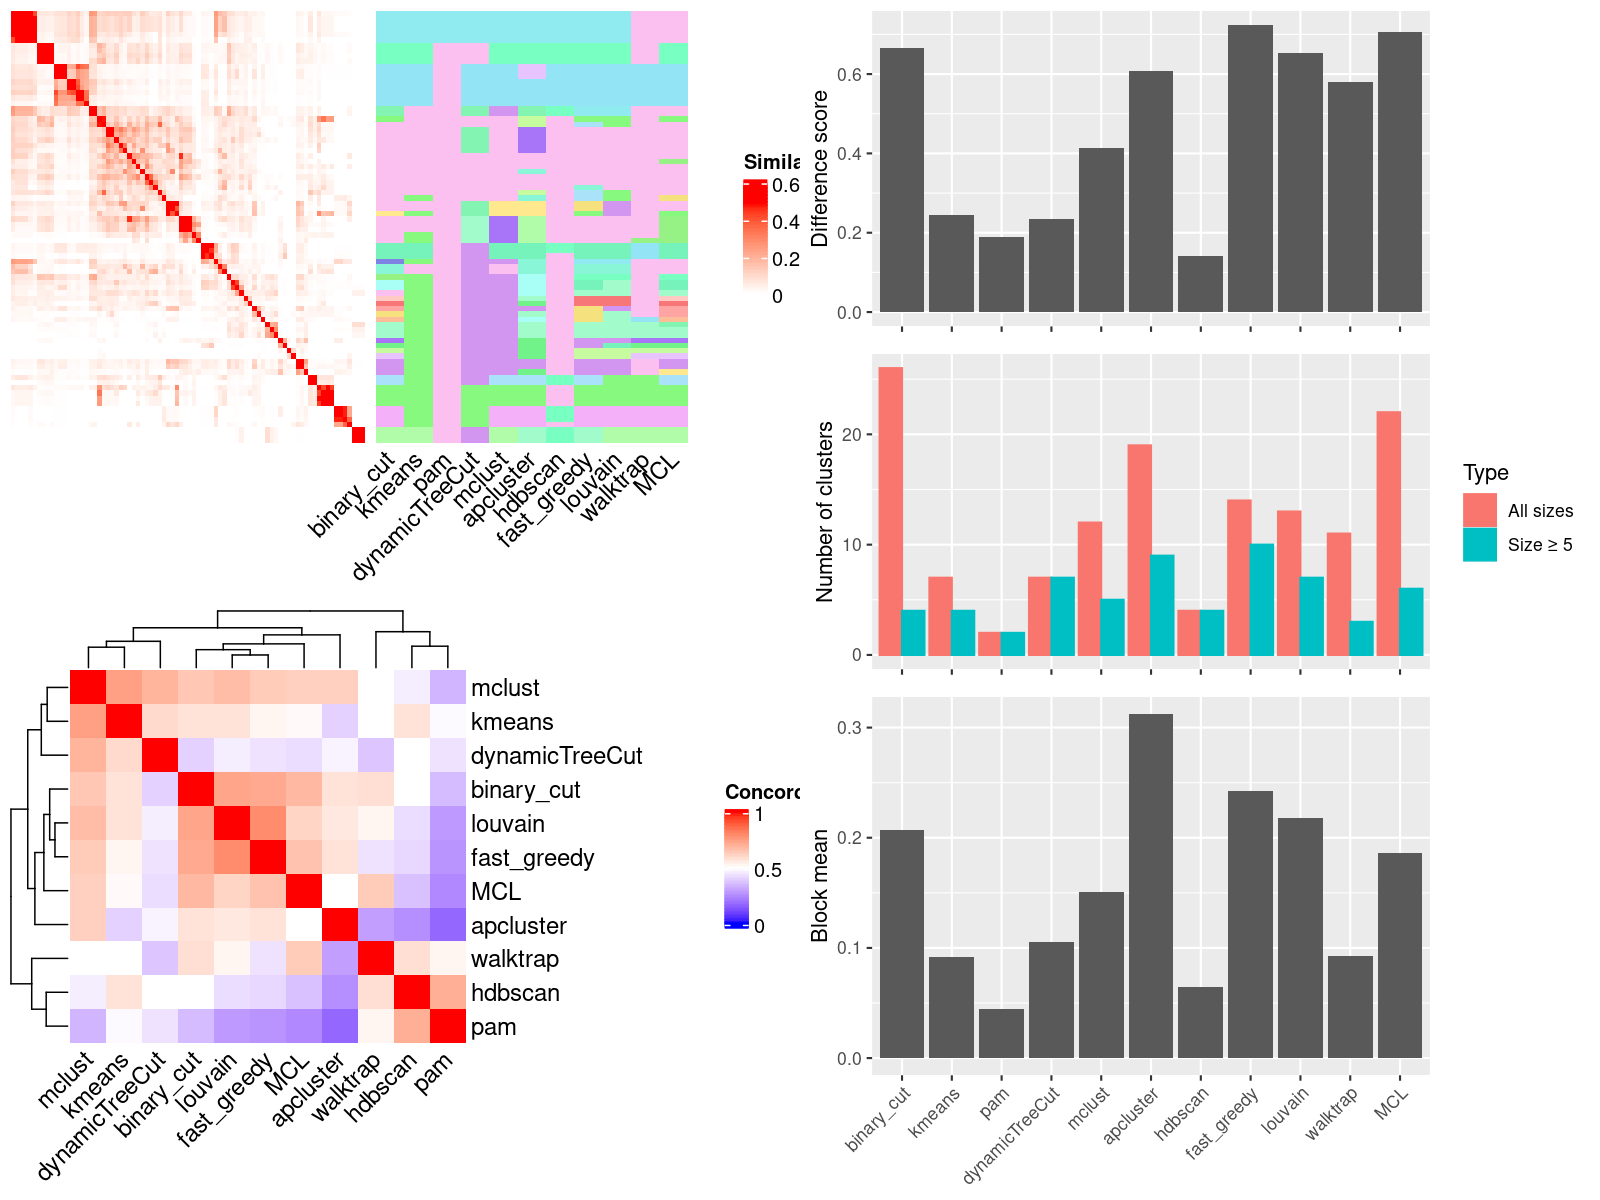 Simila
0.6
0.4
0.2
0
binary_cut
kmeans
pam
dynamicTreeCut
mclust
apcluster
hdbscan
fast_greedy
louvain
walktrap
MCL
mclust
kmeans
dynamicTreeCut
binary_cut
louvain
fast_greedy
MCL
apcluster
walktrap
hdbscan
pam
mclust
kmeans
dynamicTreeCut
binary_cut
louvain
fast_greedy
MCL
apcluster
walktrap
hdbscan
pam
Concord
1
0.5
0
Difference score
0.6
0.4
0.2
0.0
Number of clusters
20
10
0
Type
All sizes
Size ≥ 5
Block mean
0.3
0.2
0.1
0.0
binary_cut
kmeans
pam
dynamicTreeCut
mclust
apcluster
hdbscan
fast_greedy
louvain
walktrap
MCL